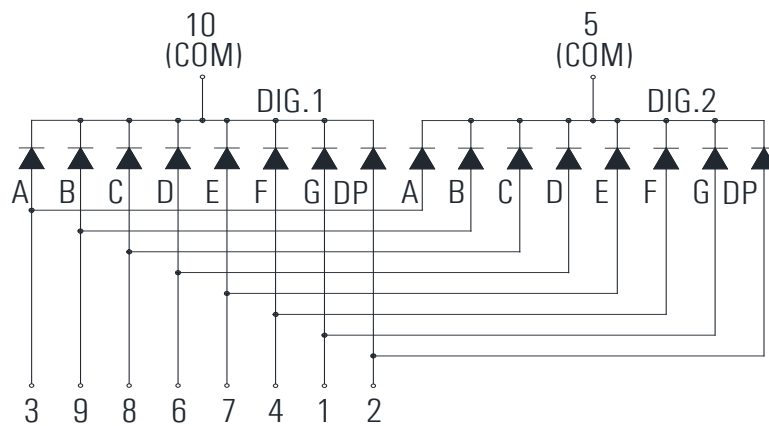 10 5
(COM) (COM)
DIG.1 DIG.2
A B C D E F G DP A B C D E F G DP
3 9 8 6 7 4 1 2